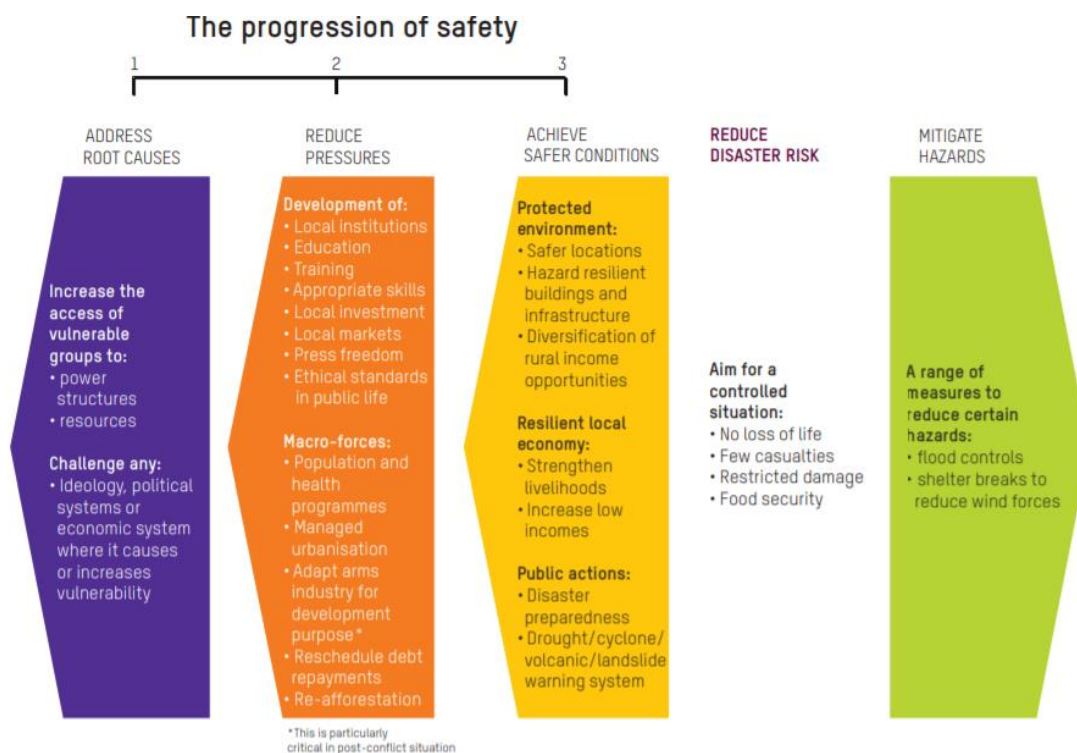 The progression of safety
1
2
3
ADDRESS
ROOT CAUSES
Increase the
access of
vulnerable
groups to:
• power
structures
• resources
Challenge any:
• Ideology, political
systems or
economic system
where it causes
or increases
vulnerability
REDUCE
PRESSURES
Development of:
• Local institutions
• Education
• Training
• Appropriate skills
• Local investment
• Local markets
• Press freedom
• Ethical standards
in public life
Macro-forces:
• Population and
health
programmes
• Managed
urbanisation
• Adapt arms
industry for
development
purpose*
• Reschedule debt
repayments
• Re-afforestation
*This is particularly
critical in post-conflict situation
ACHIEVE
SAFER CONDITIONS
Protected
environment:
• Safer locations
• Hazard resilient
buildings and
infrastructure
• Diversification of
rural income
opportunities
Resilient local
economy:
• Strengthen
livelihoods
• Increase low
incomes
Public actions:
• Disaster
preparedness
• Drought/cyclone/
volcanic/landslide
warning system
REDUCE
DISASTER RISK
Aim for a
controlled
situation:
• No loss of life
• Few casualties
• Restricted damage
• Food security
MITIGATE
HAZARDS
A range of
measures to
reduce certain
hazards:
• flood controls
• shelter breaks to
reduce wind forces